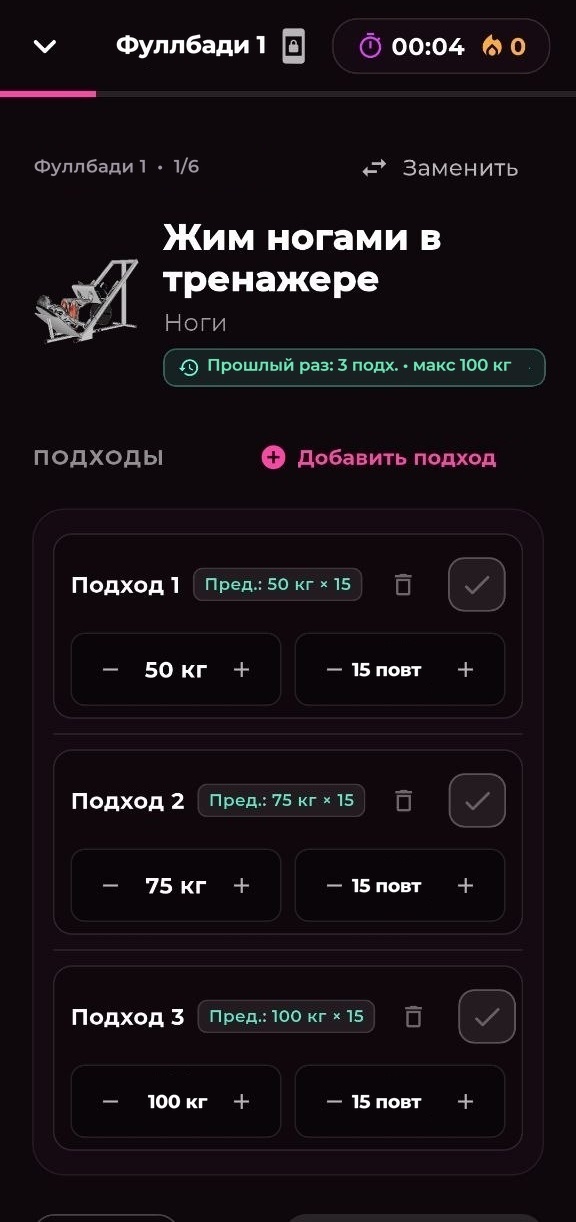 Фуллбади 1 00:04 0
Фуллбади 1 • 1/6 Заменить
Жим ногами в
тренажере
Ноги
Прошлый раз: 3 подх. • макс 100 кг
ПОДХОДЫ Добавить подход
Подход 1 Пред.: 50 кг × 15
− 50 кг + − 15 повт +
Подход 2 Пред.: 75 кг × 15
− 75 кг + − 15 повт +
Подход 3 Пред.: 100 кг × 15
− 100 кг + − 15 повт +